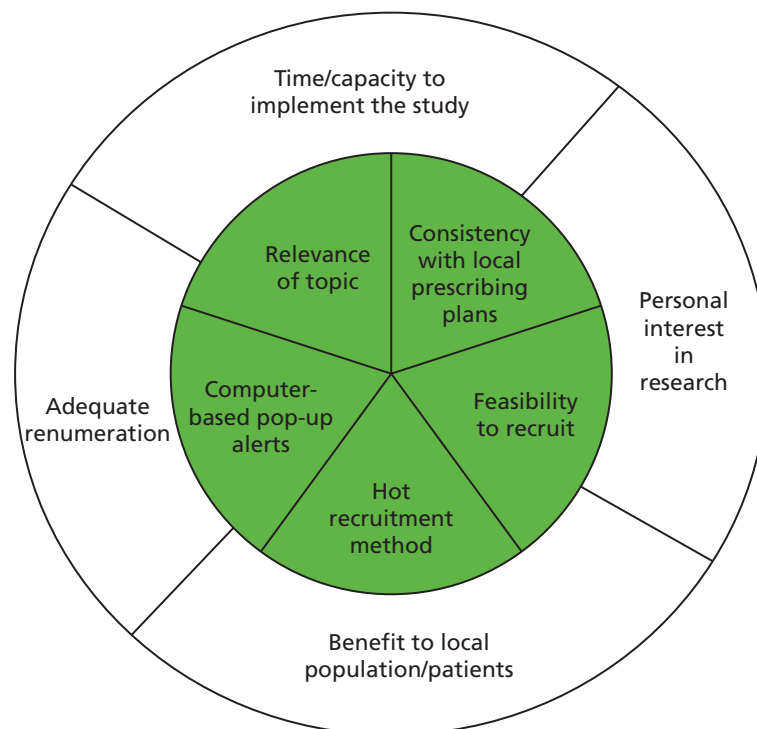 Time/capacity to
implement the study
Personal
interest
in
research
Benefit to local
population/patients
Adequate
renumeration
Relevance
of topic
Consistency
with local
prescribing
plans
Feasibility
to recruit
Hot
recruitment
method
Computer-
based pop-up
alerts